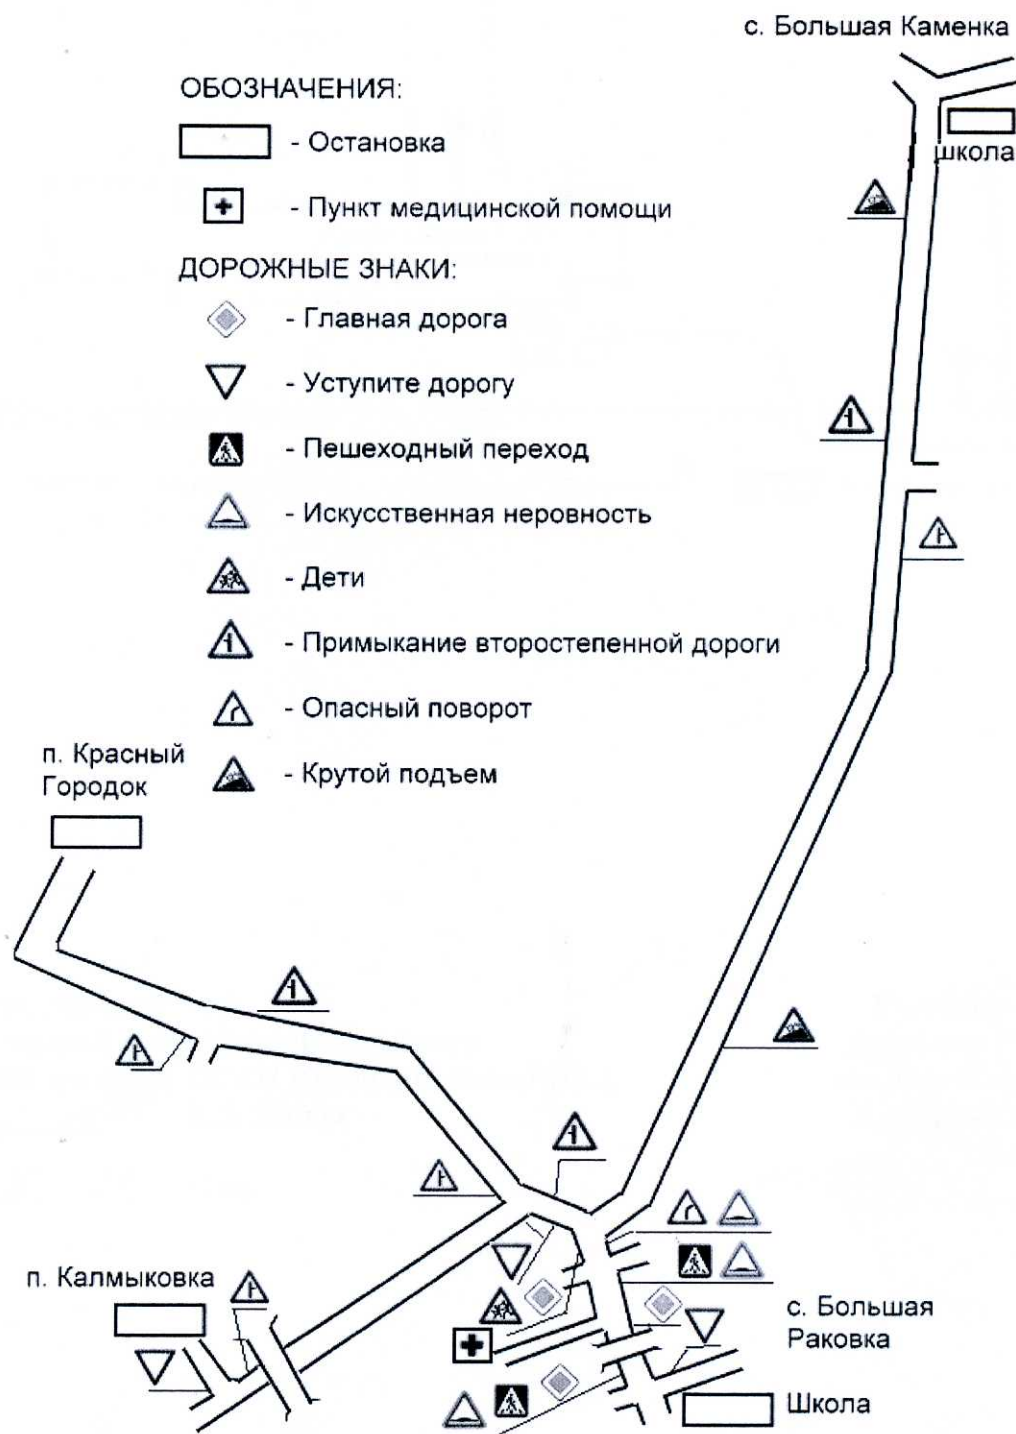 с. Большая Каменка
ОБОЗНАЧЕНИЯ:
- Остановка
школа
- Пункт медицинской помощи
ДОРОЖНЫЕ ЗНАКИ:
- Главная дорога
- Уступите дорогу
- Пешеходный переход
- Искусственная неровность
- Дети
- Примыкание второстепенной дороги
- Опасный поворот
- Крутой подъем
п. Красный
Городок
п. Калмыковка
с. Большая
Раковка
Школа